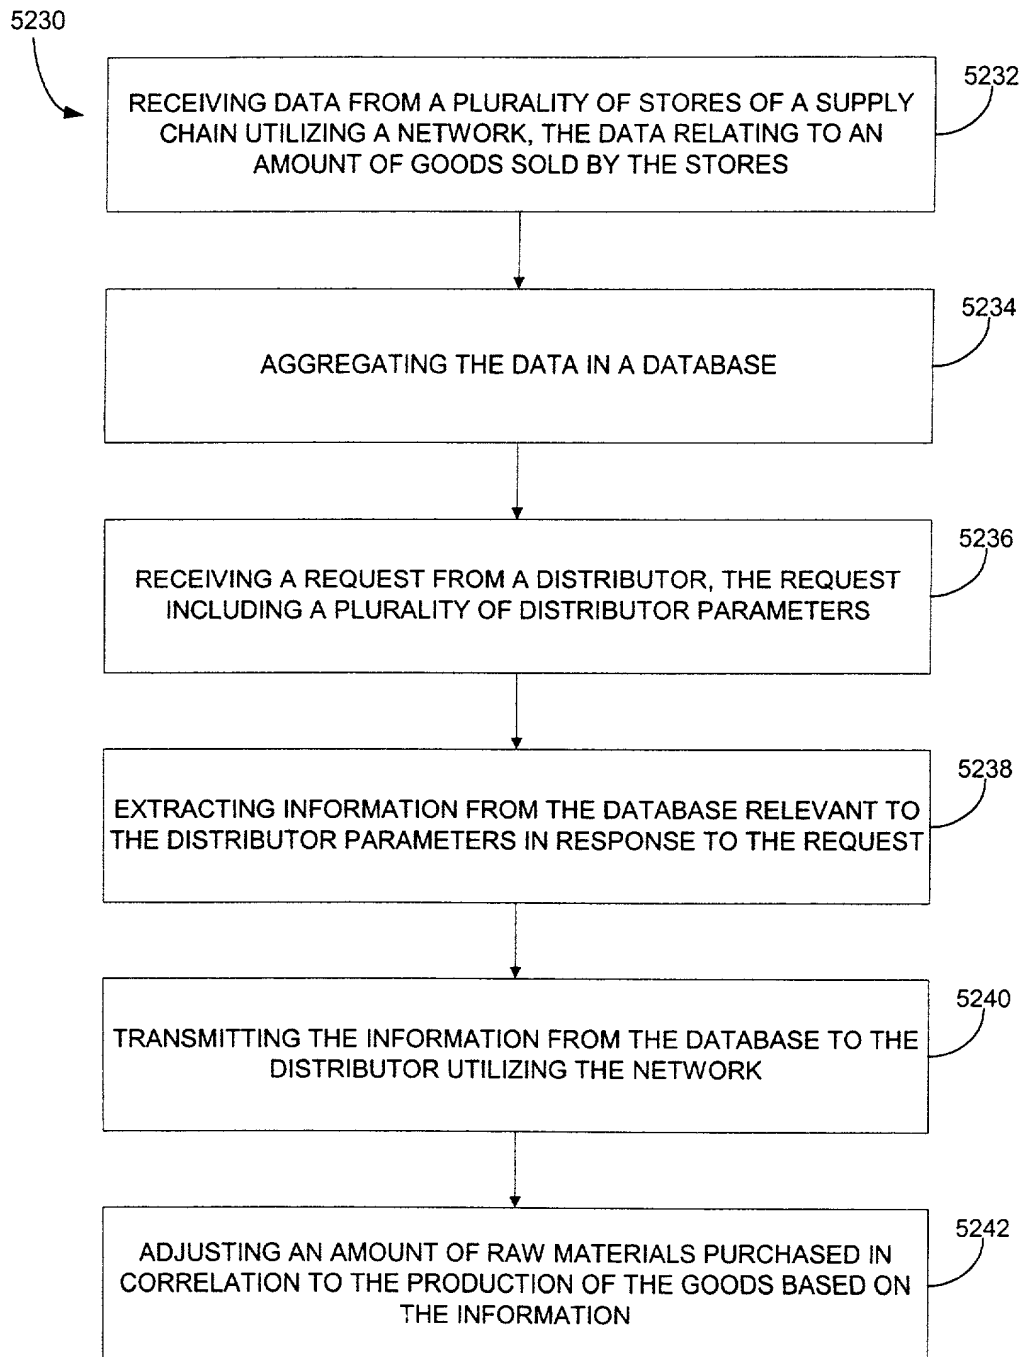 5230
5232
RECEIVING DATA FROM A PLURALITY OF STORES OF A SUPPLY
CHAIN UTILIZING A NETWORK, THE DATA RELATING TO AN
AMOUNT OF GOODS SOLD BY THE STORES
5234
AGGREGATING THE DATA IN A DATABASE
5236
RECEIVING A REQUEST FROM A DISTRIBUTOR, THE REQUEST
INCLUDING A PLURALITY OF DISTRIBUTOR PARAMETERS
5238
EXTRACTING INFORMATION FROM THE DATABASE RELEVANT TO
THE DISTRIBUTOR PARAMETERS IN RESPONSE TO THE REQUEST
5240
TRANSMITTING THE INFORMATION FROM THE DATABASE TO THE
DISTRIBUTOR UTILIZING THE NETWORK
5242
ADJUSTING AN AMOUNT OF RAW MATERIALS PURCHASED IN
CORRELATION TO THE PRODUCTION OF THE GOODS BASED ON
THE INFORMATION